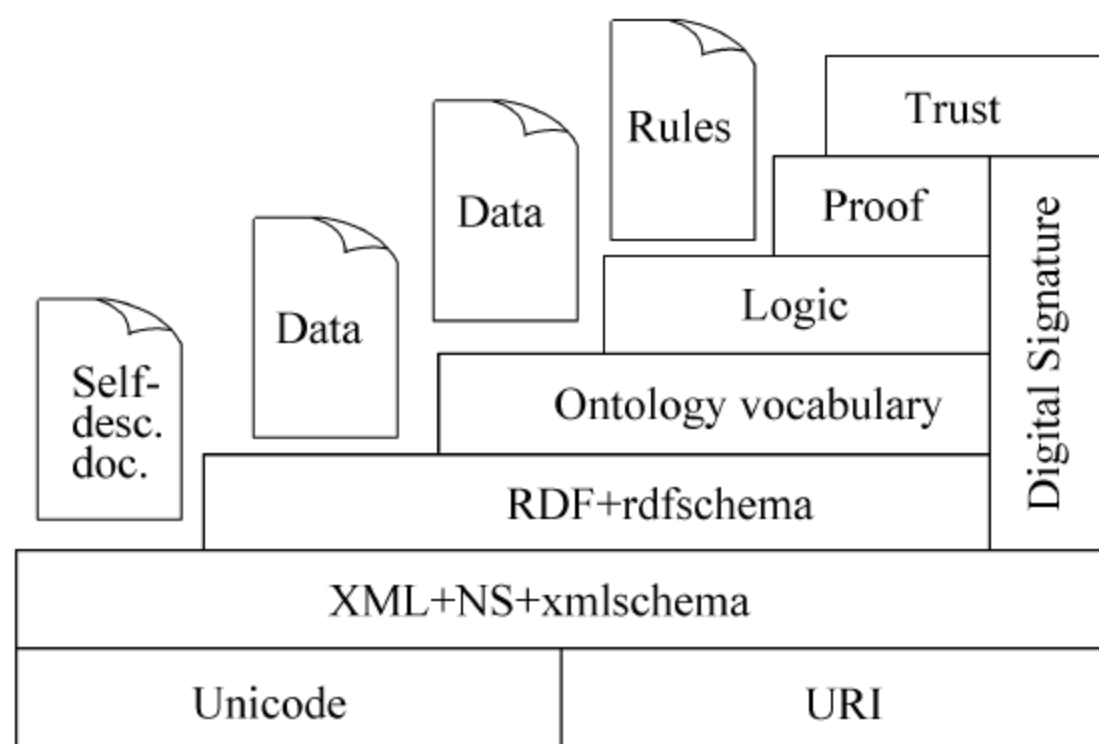 Trust
Rules
Proof
Data
Logic
Data
Self-
desc.
doc.
Ontology vocabulary
Digital Signature
RDF+rdfschema
XML+NS+xmlschema
Unicode
URI